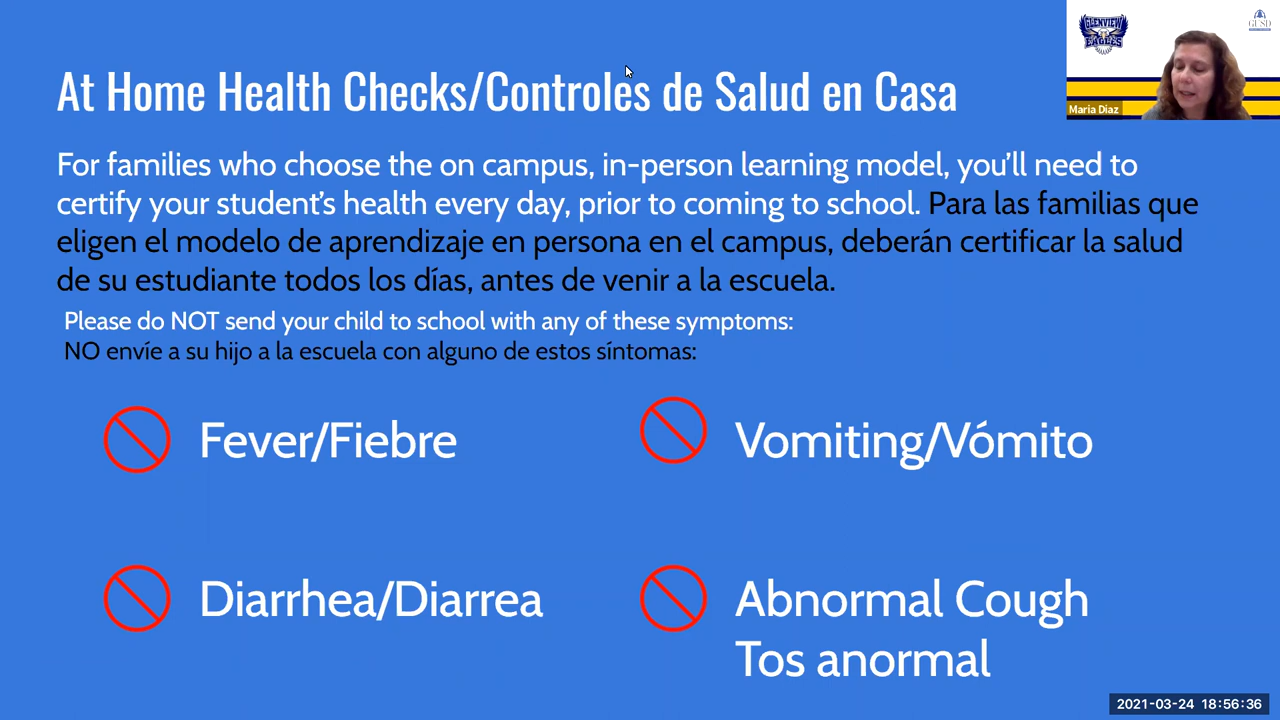 At Home Health Checks/Controles de Salud en Casa
For families who choose the on campus, in-person learning model, you'll need to
certify your student's health every day, prior to coming to school. Para las familias que
eligen el modelo de aprendizaje en persona en el campus, deberán certificar la salud
de su estudiante todos los días, antes de venir a la escuela.
Please do NOT send your child to school with any of these symptoms:
NO envíe a su hijo a la escuela con alguno de estos síntomas:
Fever/Fiebre
Vomiting/Vómito
Diarrhea/Diarrea
Abnormal Cough
Tos anormal
GLENVIEW
EAGLES
GUSD
Maria Diaz
2021-03-24 18:56:36